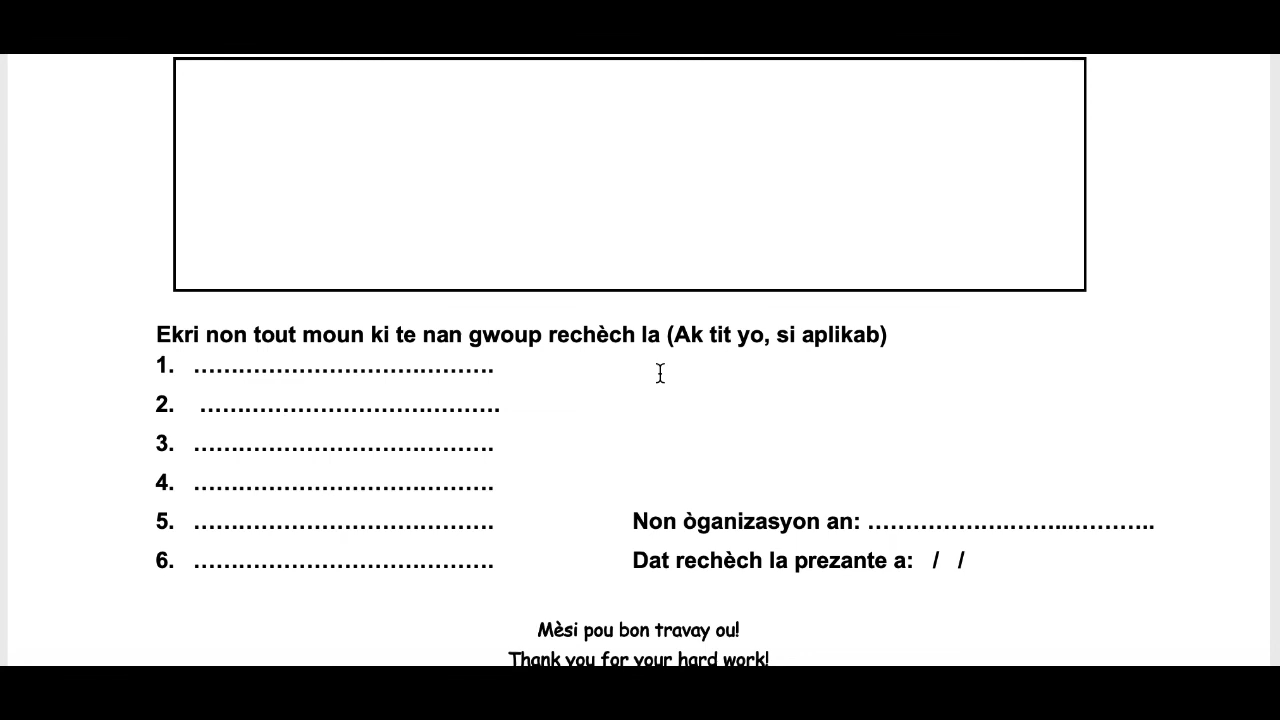 Ekri non tout moun ki te nan gwoup rechèch la (Ak tit yo, si aplikab)
1. ………………………………….
2. ………………………………….
3. ………………………………….
4. ………………………………….
5. …………………………………. Non òganizasyon an: …………….….……...………..
6. …………………………………. Dat rechèch la prezante a: / /
Mèsi pou bon travay ou!
Thank you for your hard work!